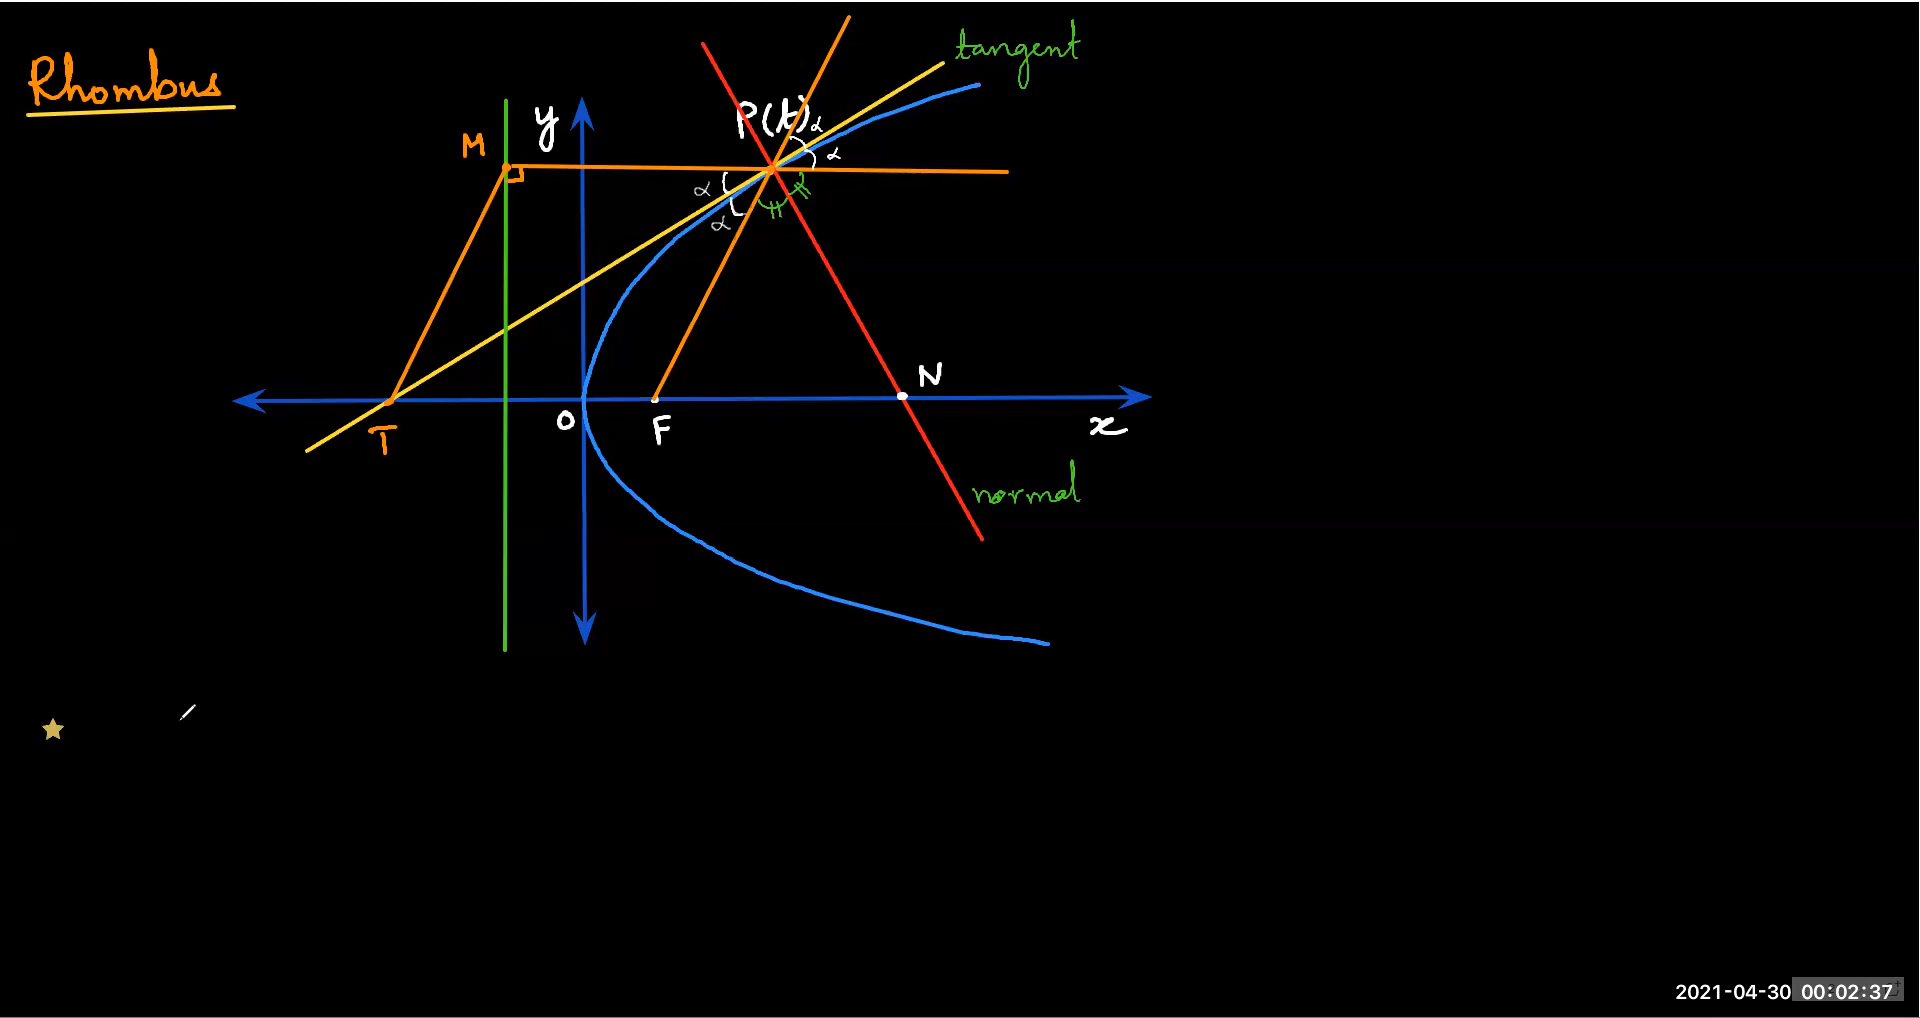 tangent
Rhombus
y
P(t)
α
M
α
α
α
N
O
F
x
T
normal
2021-04-30 00:02:37